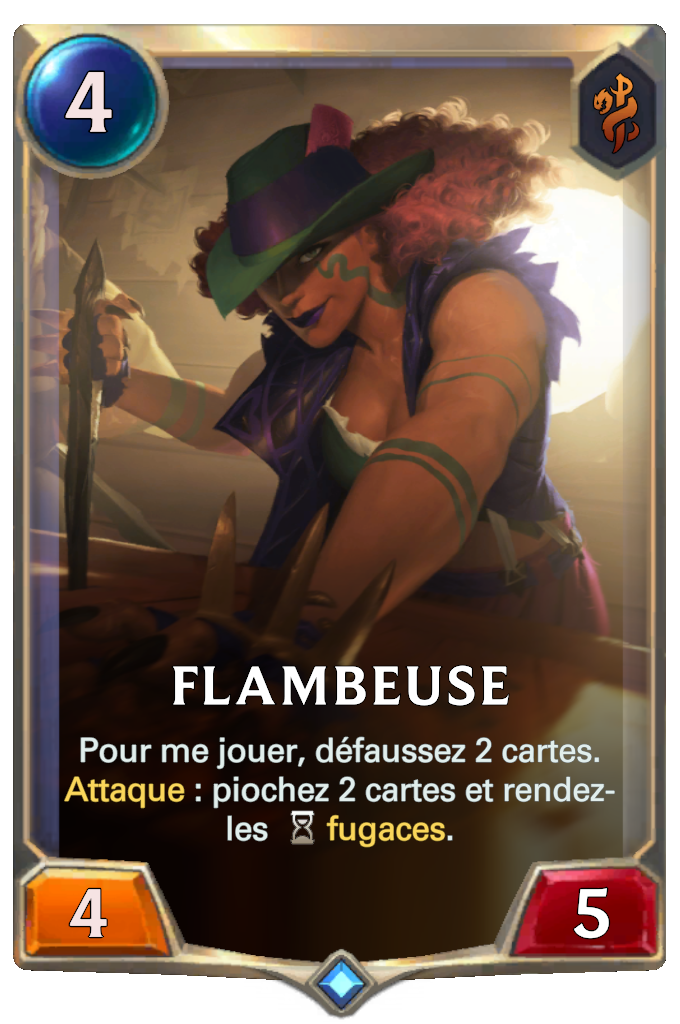 4
FLAMBEUSE
Pour me jouer, défaussez 2 cartes.
Attaque : piochez 2 cartes et rendez-
les fugaces.
4
5